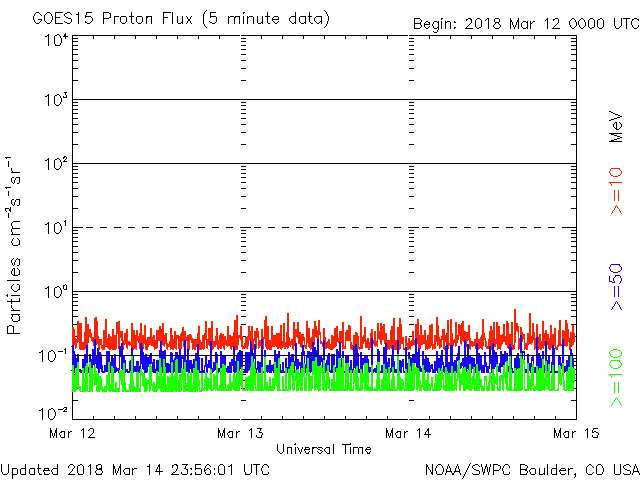 GOES15 Proton Flux (5 minute data)
Begin: 2018 Mar 12 0000 UTC
Particles cm⁻²s⁻¹sr⁻¹
10⁴
10³
10²
10¹
10⁰
10⁻¹
10⁻²
Mar 12
Mar 13
Mar 14
Mar 15
Universal Time
MeV
>=10
>=50
>=100
Updated 2018 Mar 14 23:56:01 UTC
NOAA/SWPC Boulder, CO USA